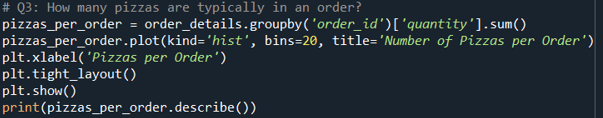 # Q3: How many pizzas are typically in an order?
pizzas_per_order = order_details.groupby('order_id')['quantity'].sum()
pizzas_per_order.plot(kind='hist', bins=20, title='Number of Pizzas per Order')
plt.xlabel('Pizzas per Order')
plt.tight_layout()
plt.show()
print(pizzas_per_order.describe())